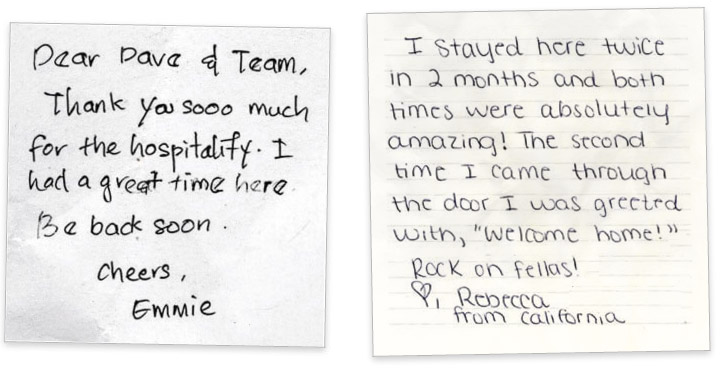 Dear Dave & Team,
Thank you sooo much
for the hospitality. I
had a great time here
Be back soon.
Cheers,
Emmie
I stayed here twice
in 2 months and both
times were absolutely
amazing! The second
time I came through
the door I was greeted
with, "Welcome home!"
Rock on fellas!
♡, Rebecca
from California